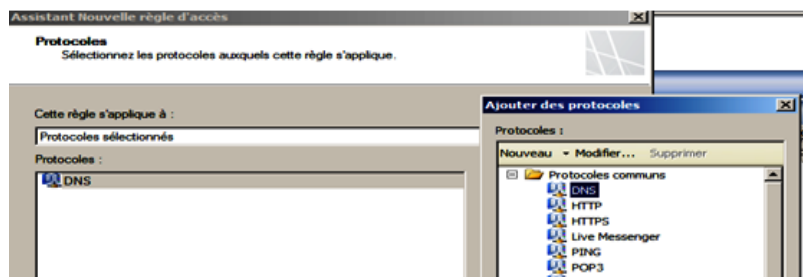 Assistant Nouvelle règle d'accès
Protocoles
Sélectionnez les protocoles auxquels cette règle s'applique.
Cette règle s'applique à :
Protocoles sélectionnés
Protocoles :
DNS
Ajouter des protocoles
Protocoles :
Nouveau Modifier... Supprimer
Protocoles communs
DNS
HTTP
HTTPS
Live Messenger
PING
POP3